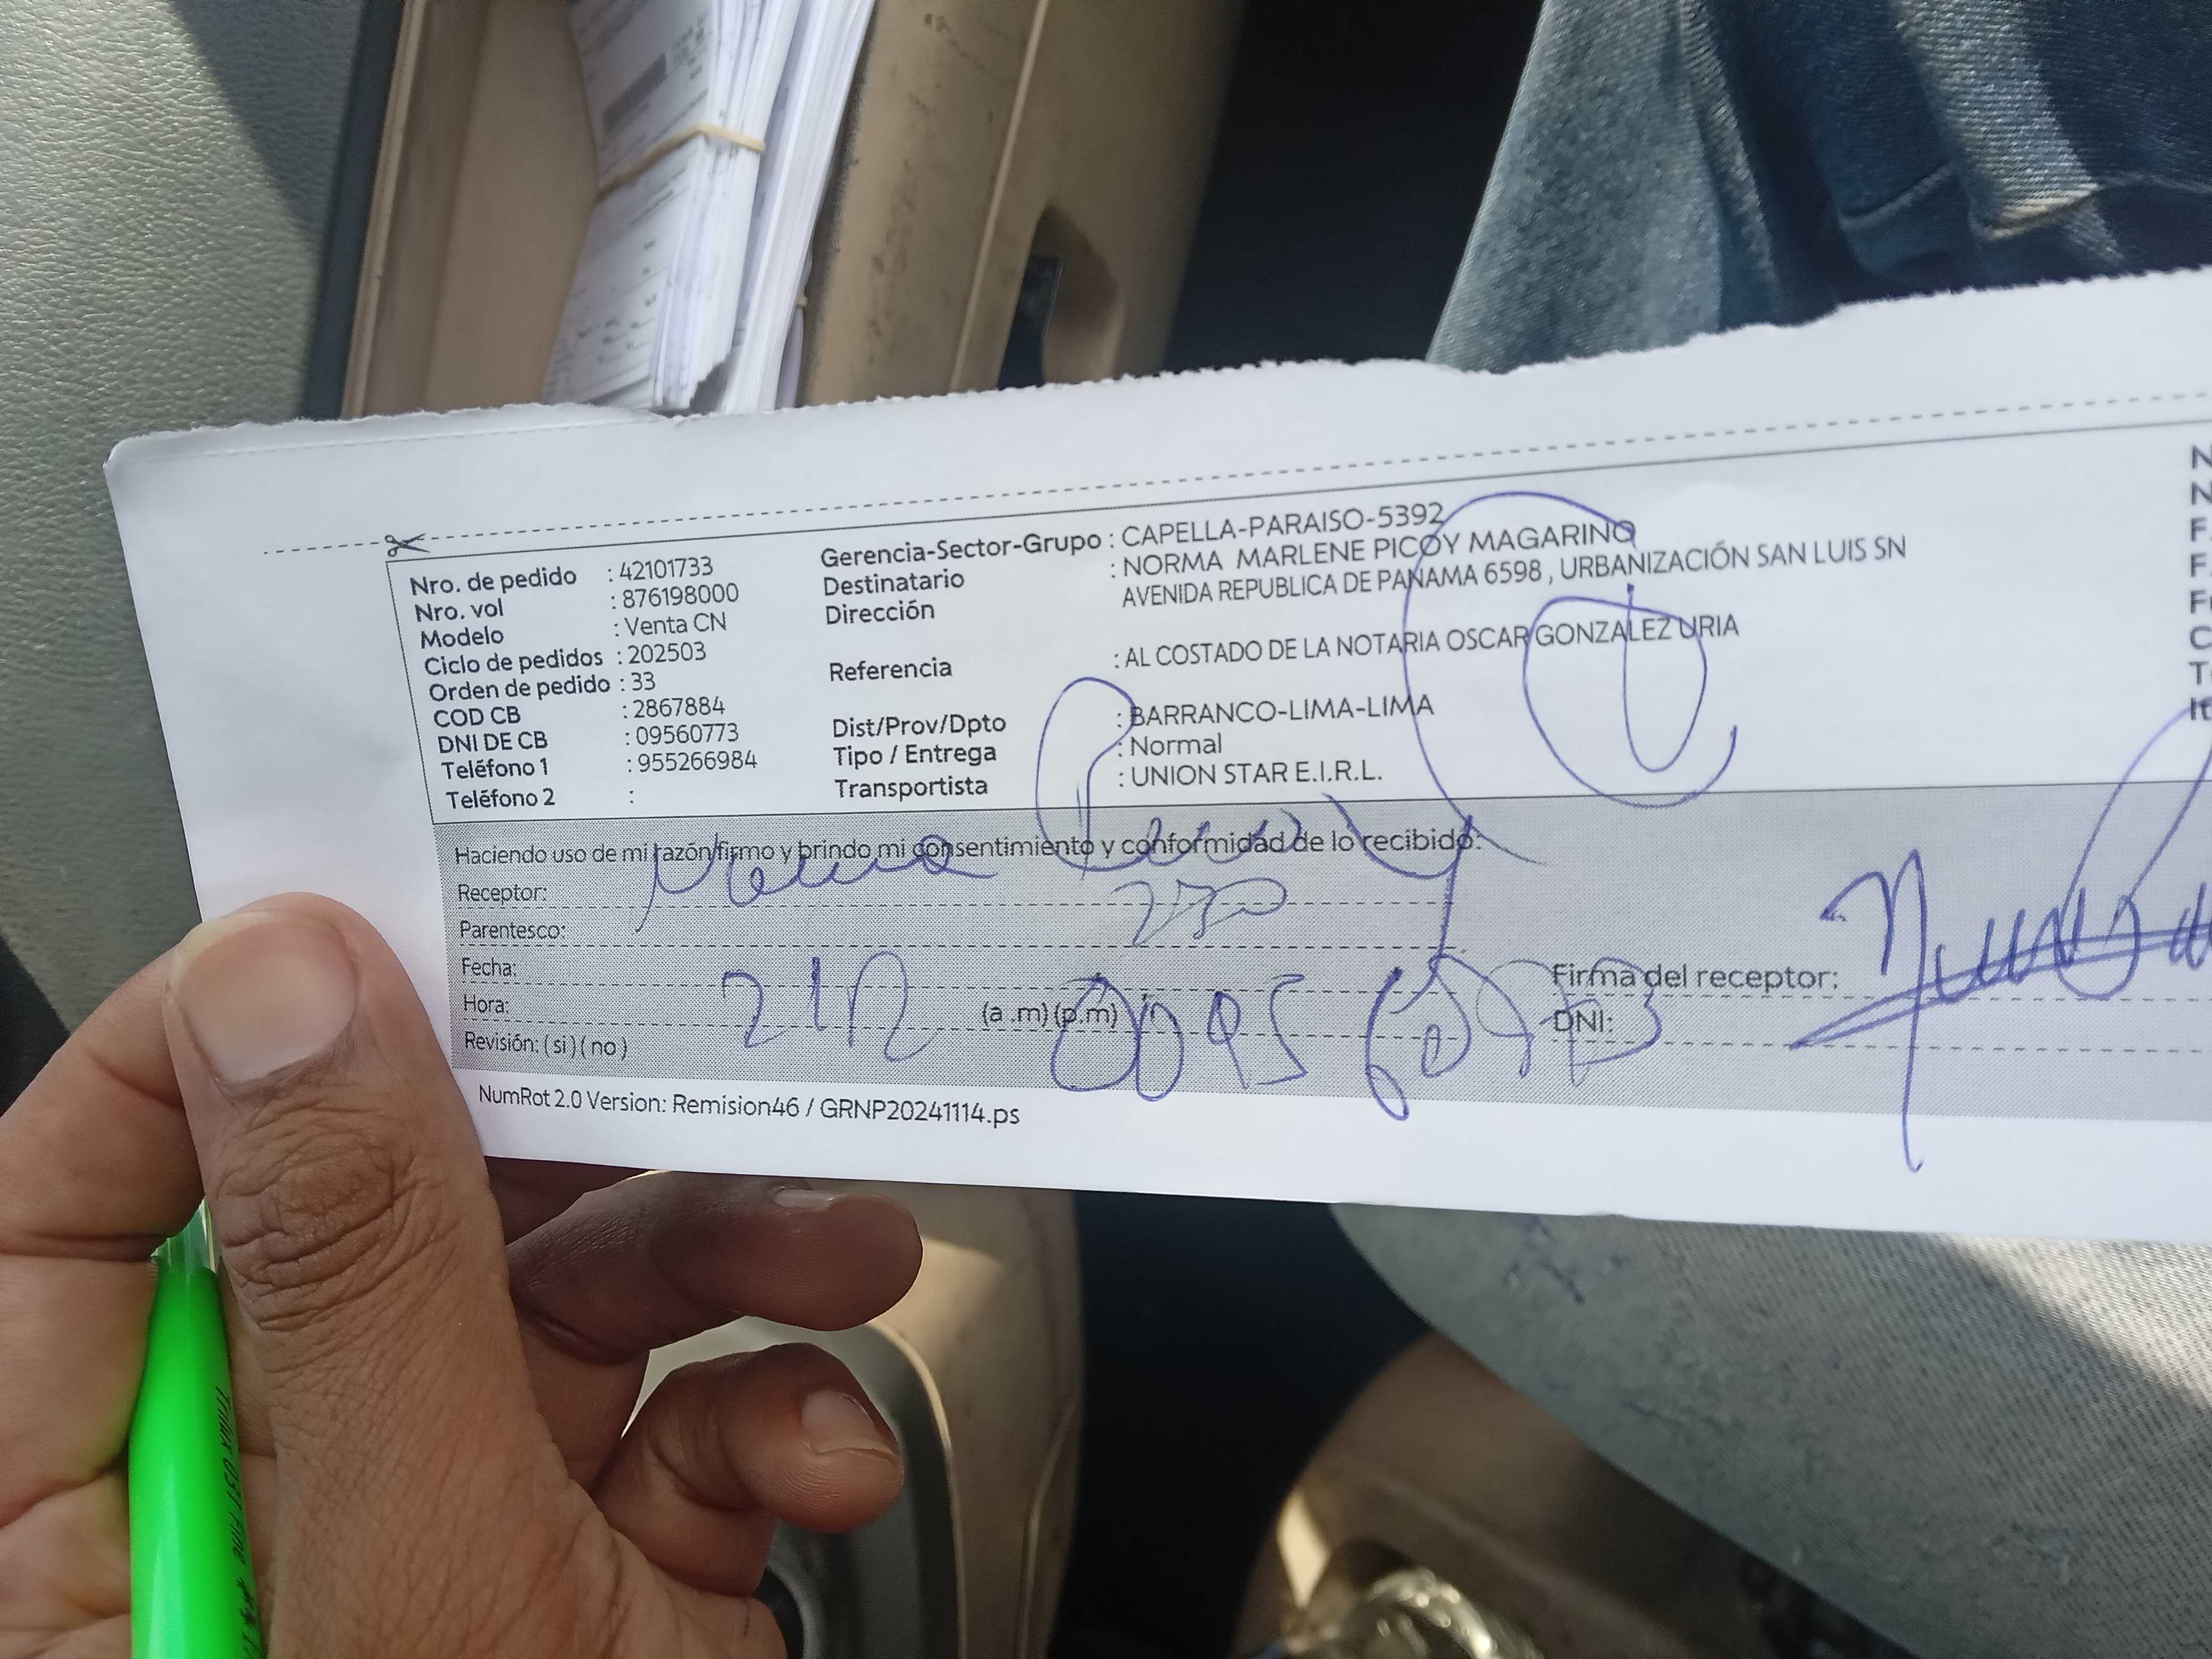 Nro. de pedido : 42101733
Nro. vol : 876198000
Modelo : Venta CN
Ciclo de pedidos : 202503
Orden de pedido : 33
COD CB : 2867884
DNI DE CB : 09560773
Teléfono 1 : 955266984
Teléfono 2 :
Gerencia-Sector-Grupo : CAPELLA-PARAISO-5392
Destinatario : NORMA MARLENE PICOY MAGARINO
Dirección AVENIDA REPUBLICA DE PANAMA 6598 , URBANIZACIÓN SAN LUIS SN
Referencia : AL COSTADO DE LA NOTARIA OSCAR GONZALEZ URIA
Dist/Prov/Dpto : BARRANCO-LIMA-LIMA
Tipo / Entrega : Normal
Transportista : UNION STAR E.I.R.L.
Haciendo uso de mi razón firmo y brindo mi consentimiento y conformidad de lo recibido:
Receptor:
Parentesco:
Fecha:
Hora: (a .m) (p.m)
Revisión: ( si ) ( no )
Firma del receptor:
DNI:
NumRot 2.0 Version: Remision46 / GRNP20241114.ps